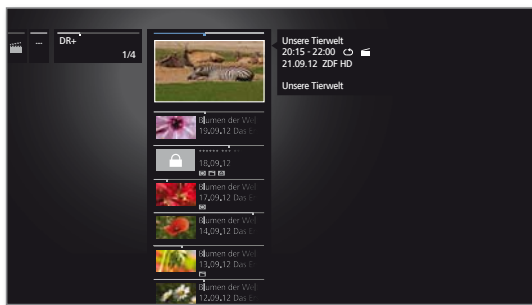 ...
DR+
1/4
Unsere Tierwelt
20:15 - 22:00
21.09.12 ZDF HD
Unsere Tierwelt
Blumen der Wel
19.09.12 Das E
18.09.12
Blumen der Wel
17.09.12 Das E
Blumen der Wel
14.09.12 Das E
Blumen der Wel
13.09.12 Das E
Blumen der Wel
12.09.12 Das E